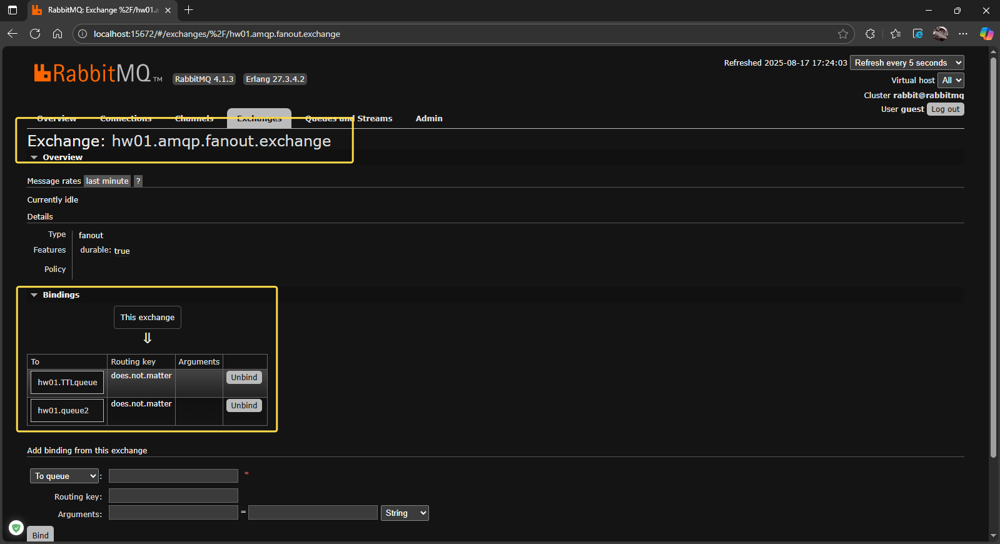 RabbitMQ: Exchange %2F/hw01.a
localhost:15672/#/exchanges/%2F/hw01.amqp.fanout.exchange
RabbitMQ TM
RabbitMQ 4.1.3 Erlang 27.3.4.2
Refreshed 2025-08-17 17:24:03 Refresh every 5 seconds
Virtual host All
Cluster rabbit@rabbitmq
User guest Log out
Overview Connections Channels Exchanges Queues and Streams Admin
Exchange: hw01.amqp.fanout.exchange
Overview
Message rates last minute ?
Currently idle
Details
Type fanout
Features durable: true
Policy
Bindings
This exchange
⇓
To Routing key Arguments
hw01.TTLqueue does.not.matter Unbind
hw01.queue2 does.not.matter Unbind
Add binding from this exchange
To queue : *
Routing key:
Arguments: = String
Bind